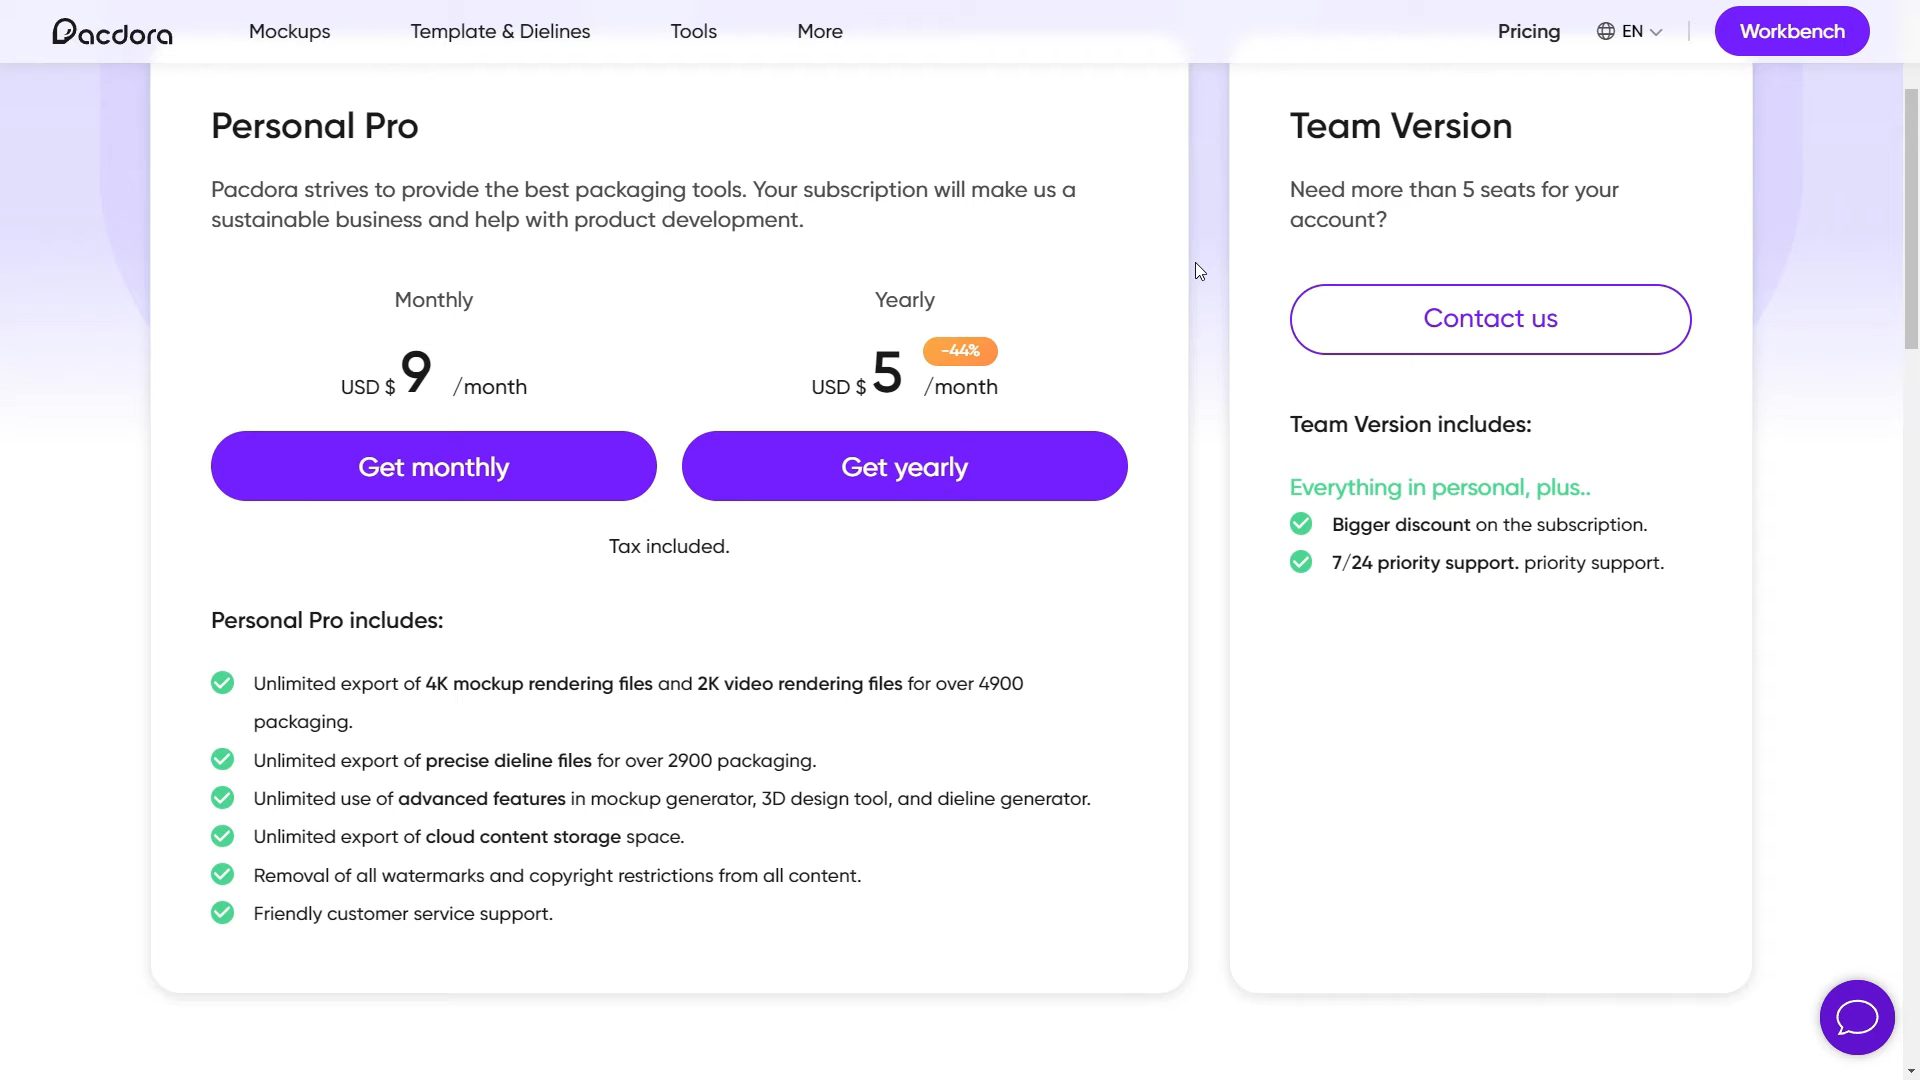 Pacdora
Mockups
Template & Dielines
Tools
More
Pricing
EN
Workbench
Personal Pro
Pacdora strives to provide the best packaging tools. Your subscription will make us a
sustainable business and help with product development.
Monthly
USD $ 9 /month
Get monthly
Yearly
-44%
USD $ 5 /month
Get yearly
Tax included.
Personal Pro includes:
Unlimited export of 4K mockup rendering files and 2K video rendering files for over 4900
packaging.
Unlimited export of precise dieline files for over 2900 packaging.
Unlimited use of advanced features in mockup generator, 3D design tool, and dieline generator.
Unlimited export of cloud content storage space.
Removal of all watermarks and copyright restrictions from all content.
Friendly customer service support.
Team Version
Need more than 5 seats for your
account?
Contact us
Team Version includes:
Everything in personal, plus..
Bigger discount on the subscription.
7/24 priority support. priority support.